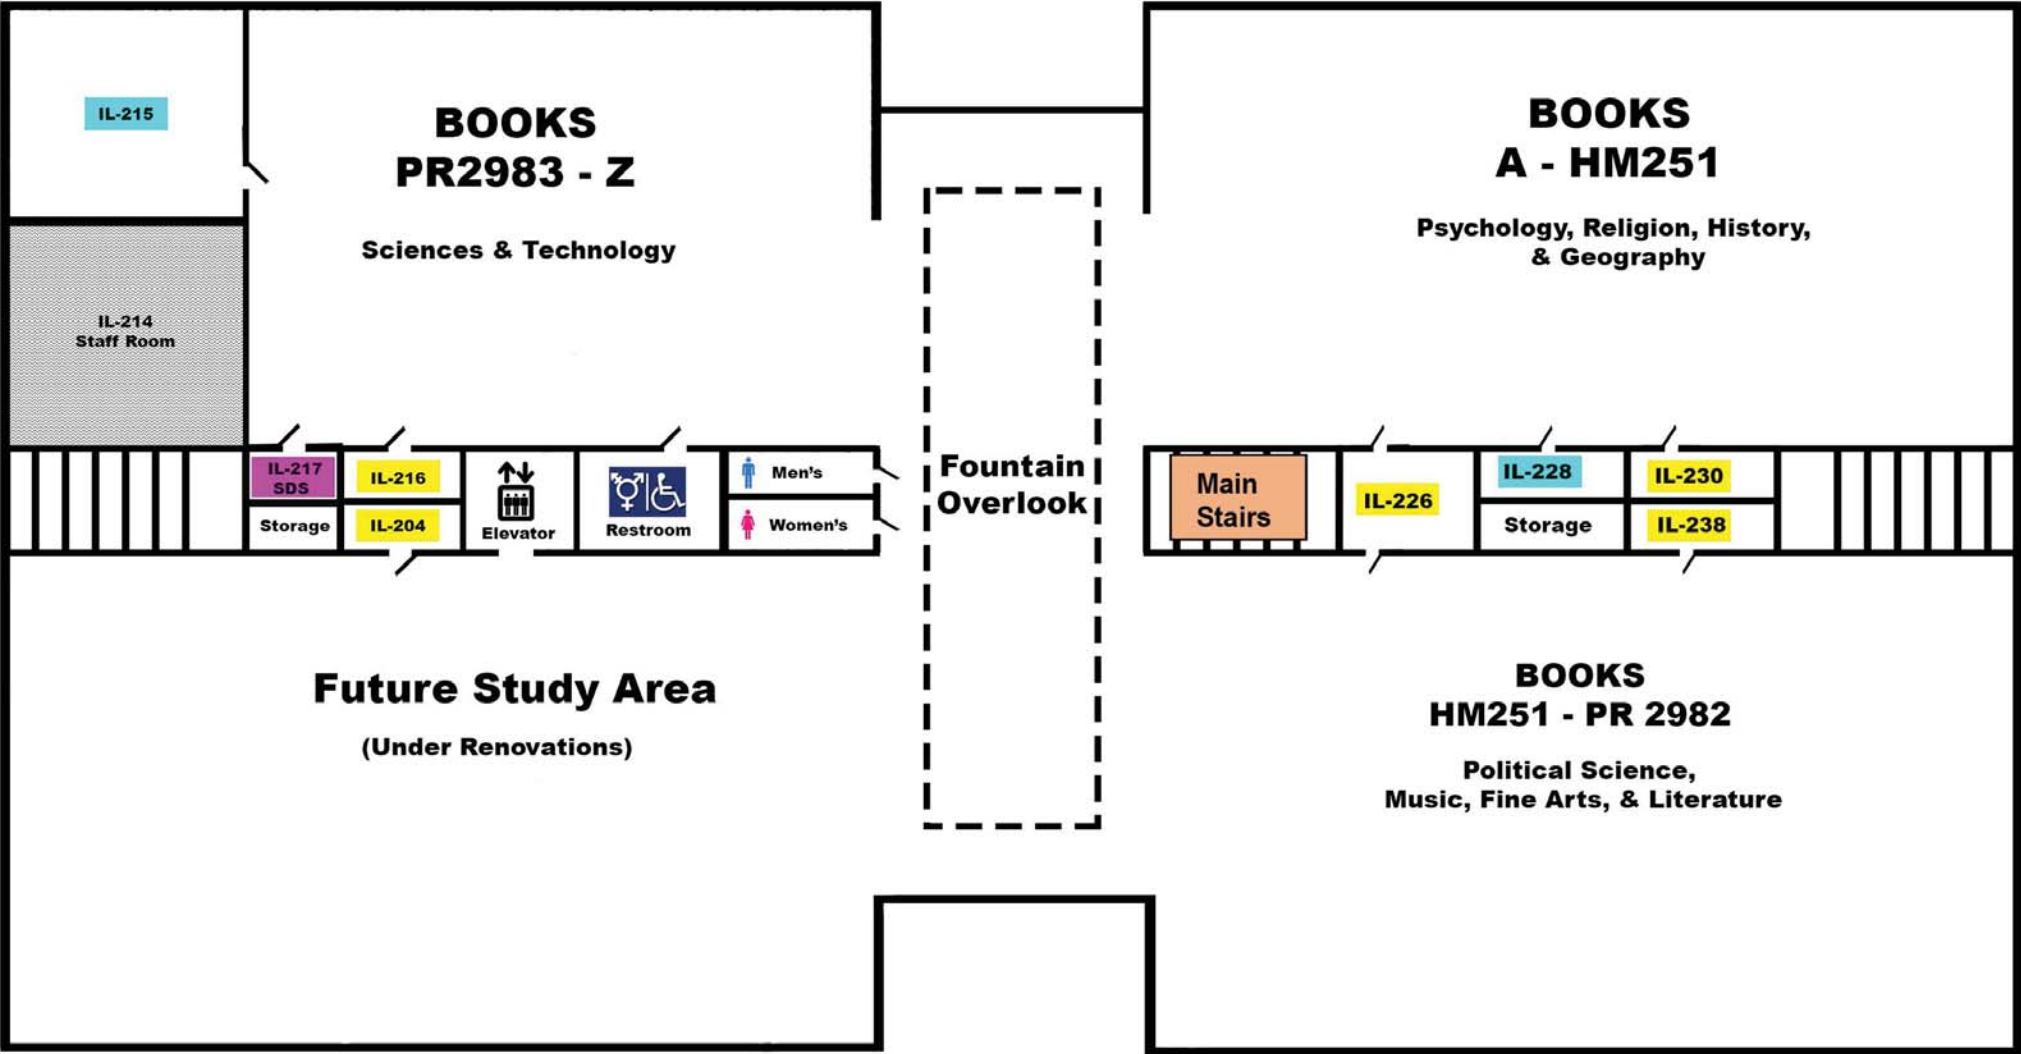 IL-215
BOOKS
PR2983 - Z
Sciences & Technology
BOOKS
A - HM251
Psychology, Religion, History,
& Geography
IL-214
Staff Room
IL-217
SDS
Storage
IL-216
IL-204
Elevator
Restroom
Men's
Women's
Fountain
Overlook
Main
Stairs
IL-226
IL-228
Storage
IL-230
IL-238
Future Study Area
(Under Renovations)
BOOKS
HM251 - PR 2982
Political Science,
Music, Fine Arts, & Literature